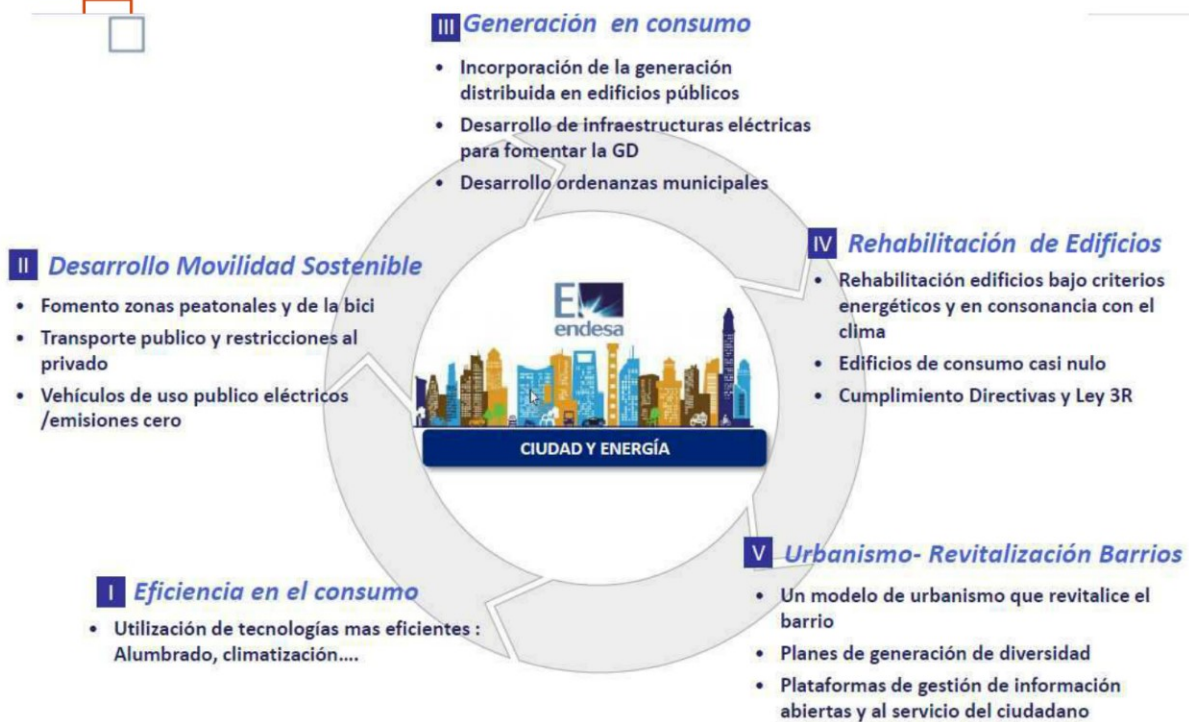 III Generación en consumo
• Incorporación de la generación
distribuida en edificios públicos
• Desarrollo de infraestructuras eléctricas
para fomentar la GD
• Desarrollo ordenanzas municipales
II Desarrollo Movilidad Sostenible
• Fomento zonas peatonales y de la bici
• Transporte publico y restricciones al
privado
• Vehículos de uso publico eléctricos
/emisiones cero
IV Rehabilitación de Edificios
• Rehabilitación edificios bajo criterios
energéticos y en consonancia con el
clima
• Edificios de consumo casi nulo
• Cumplimiento Directivas y Ley 3R
endesa
CIUDAD Y ENERGÍA
I Eficiencia en el consumo
• Utilización de tecnologías mas eficientes :
Alumbrado, climatización....
V Urbanismo- Revitalización Barrios
• Un modelo de urbanismo que revitalice el
barrio
• Planes de generación de diversidad
• Plataformas de gestión de información
abiertas y al servicio del ciudadano